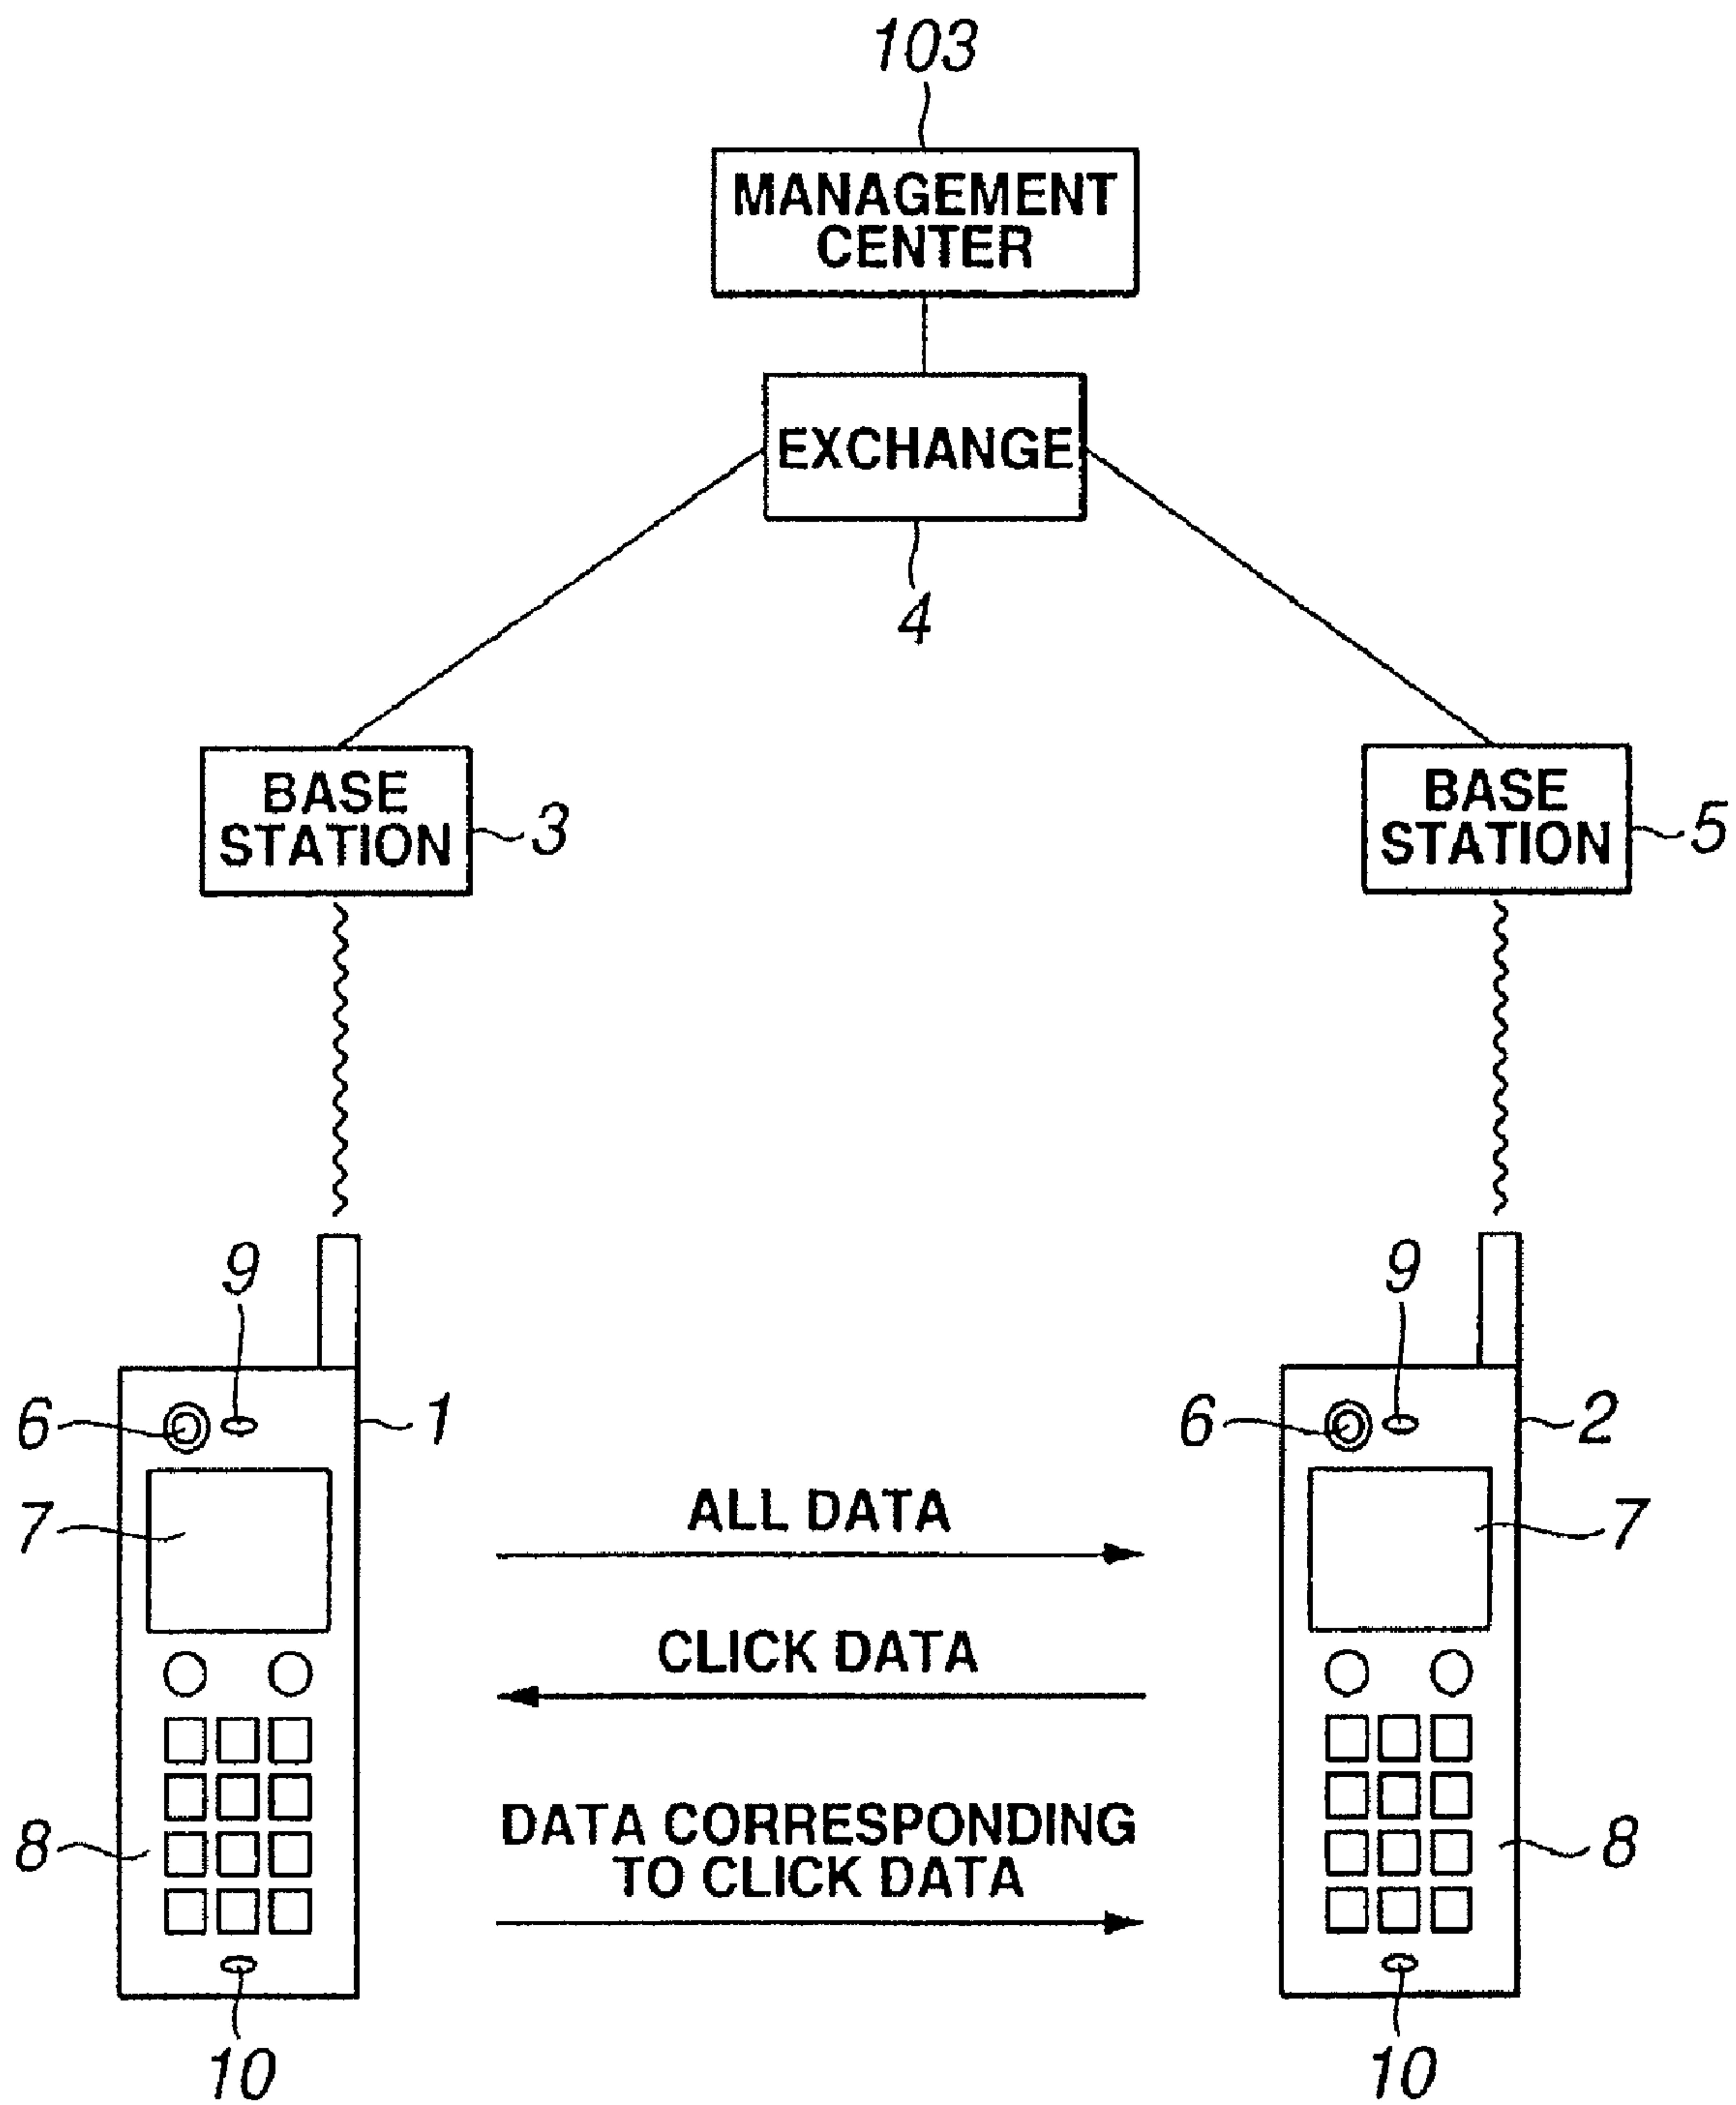 103
MANAGEMENT
CENTER
EXCHANGE
4
BASE
STATION
3
BASE
STATION
5
9
9
6
1
6
2
7
7
ALL DATA
CLICK DATA
8
DATA CORRESPONDING
TO CLICK DATA
8
10
10